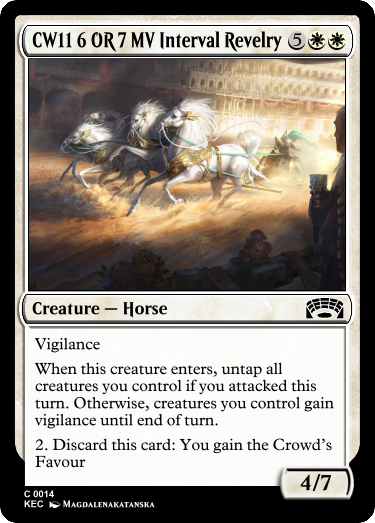 CW11 6 OR 7 MV Interval Revelry 5
Creature — Horse
Vigilance
When this creature enters, untap all
creatures you control if you attacked this
turn. Otherwise, creatures you control gain
vigilance until end of turn.
2. Discard this card: You gain the Crowd’s
Favour
4/7
C 0014
KEC MAGDALENAKATANSKA